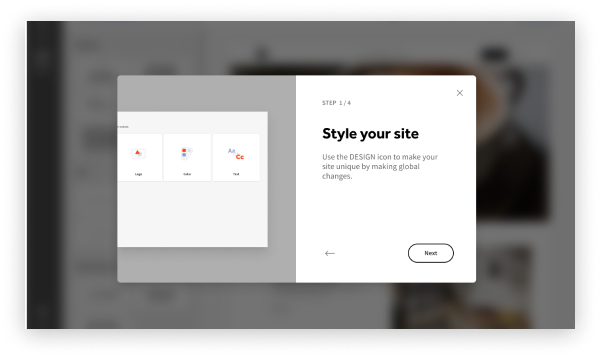 STEP 1/4
Style your site
Use the DESIGN icon to make your
site unique by making global
changes.
Aa
Cc
Logo
Color
Text
Next